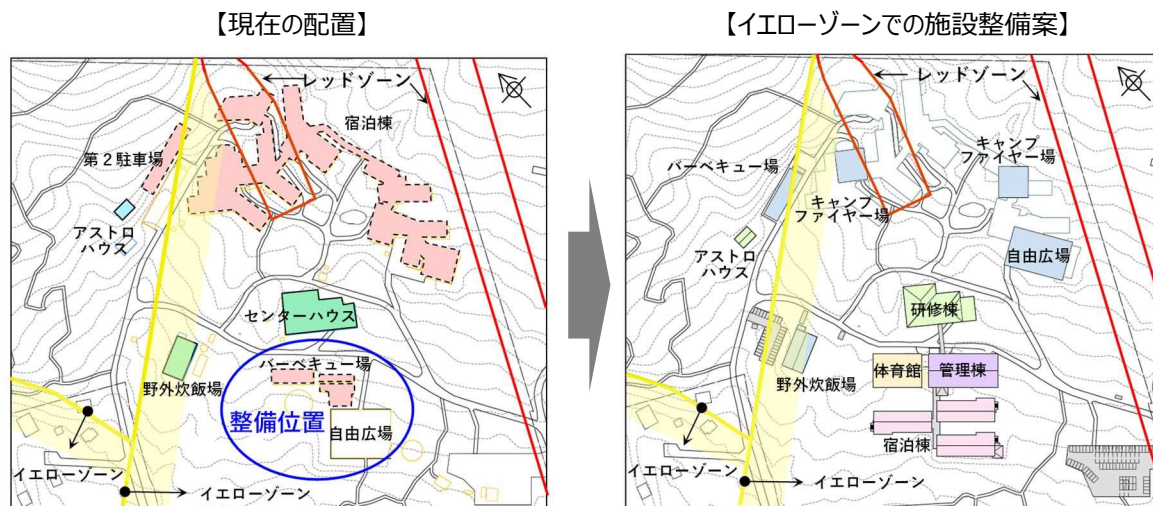 【現在の配置】
レッドゾーン
宿泊棟
第2駐車場
アストロ
ハウス
センターハウス
野外炊飯場
バーベキュー場
整備位置
自由広場
イエローゾーン
イエローゾーン
【イエローゾーンでの施設整備案】
レッドゾーン
バーベキュー場
キャンプ
ファイヤー場
キャンプ
ファイヤー場
アストロ
ハウス
自由広場
研修棟
野外炊飯場
体育館
管理棟
宿泊棟
イエローゾーン
イエローゾーン